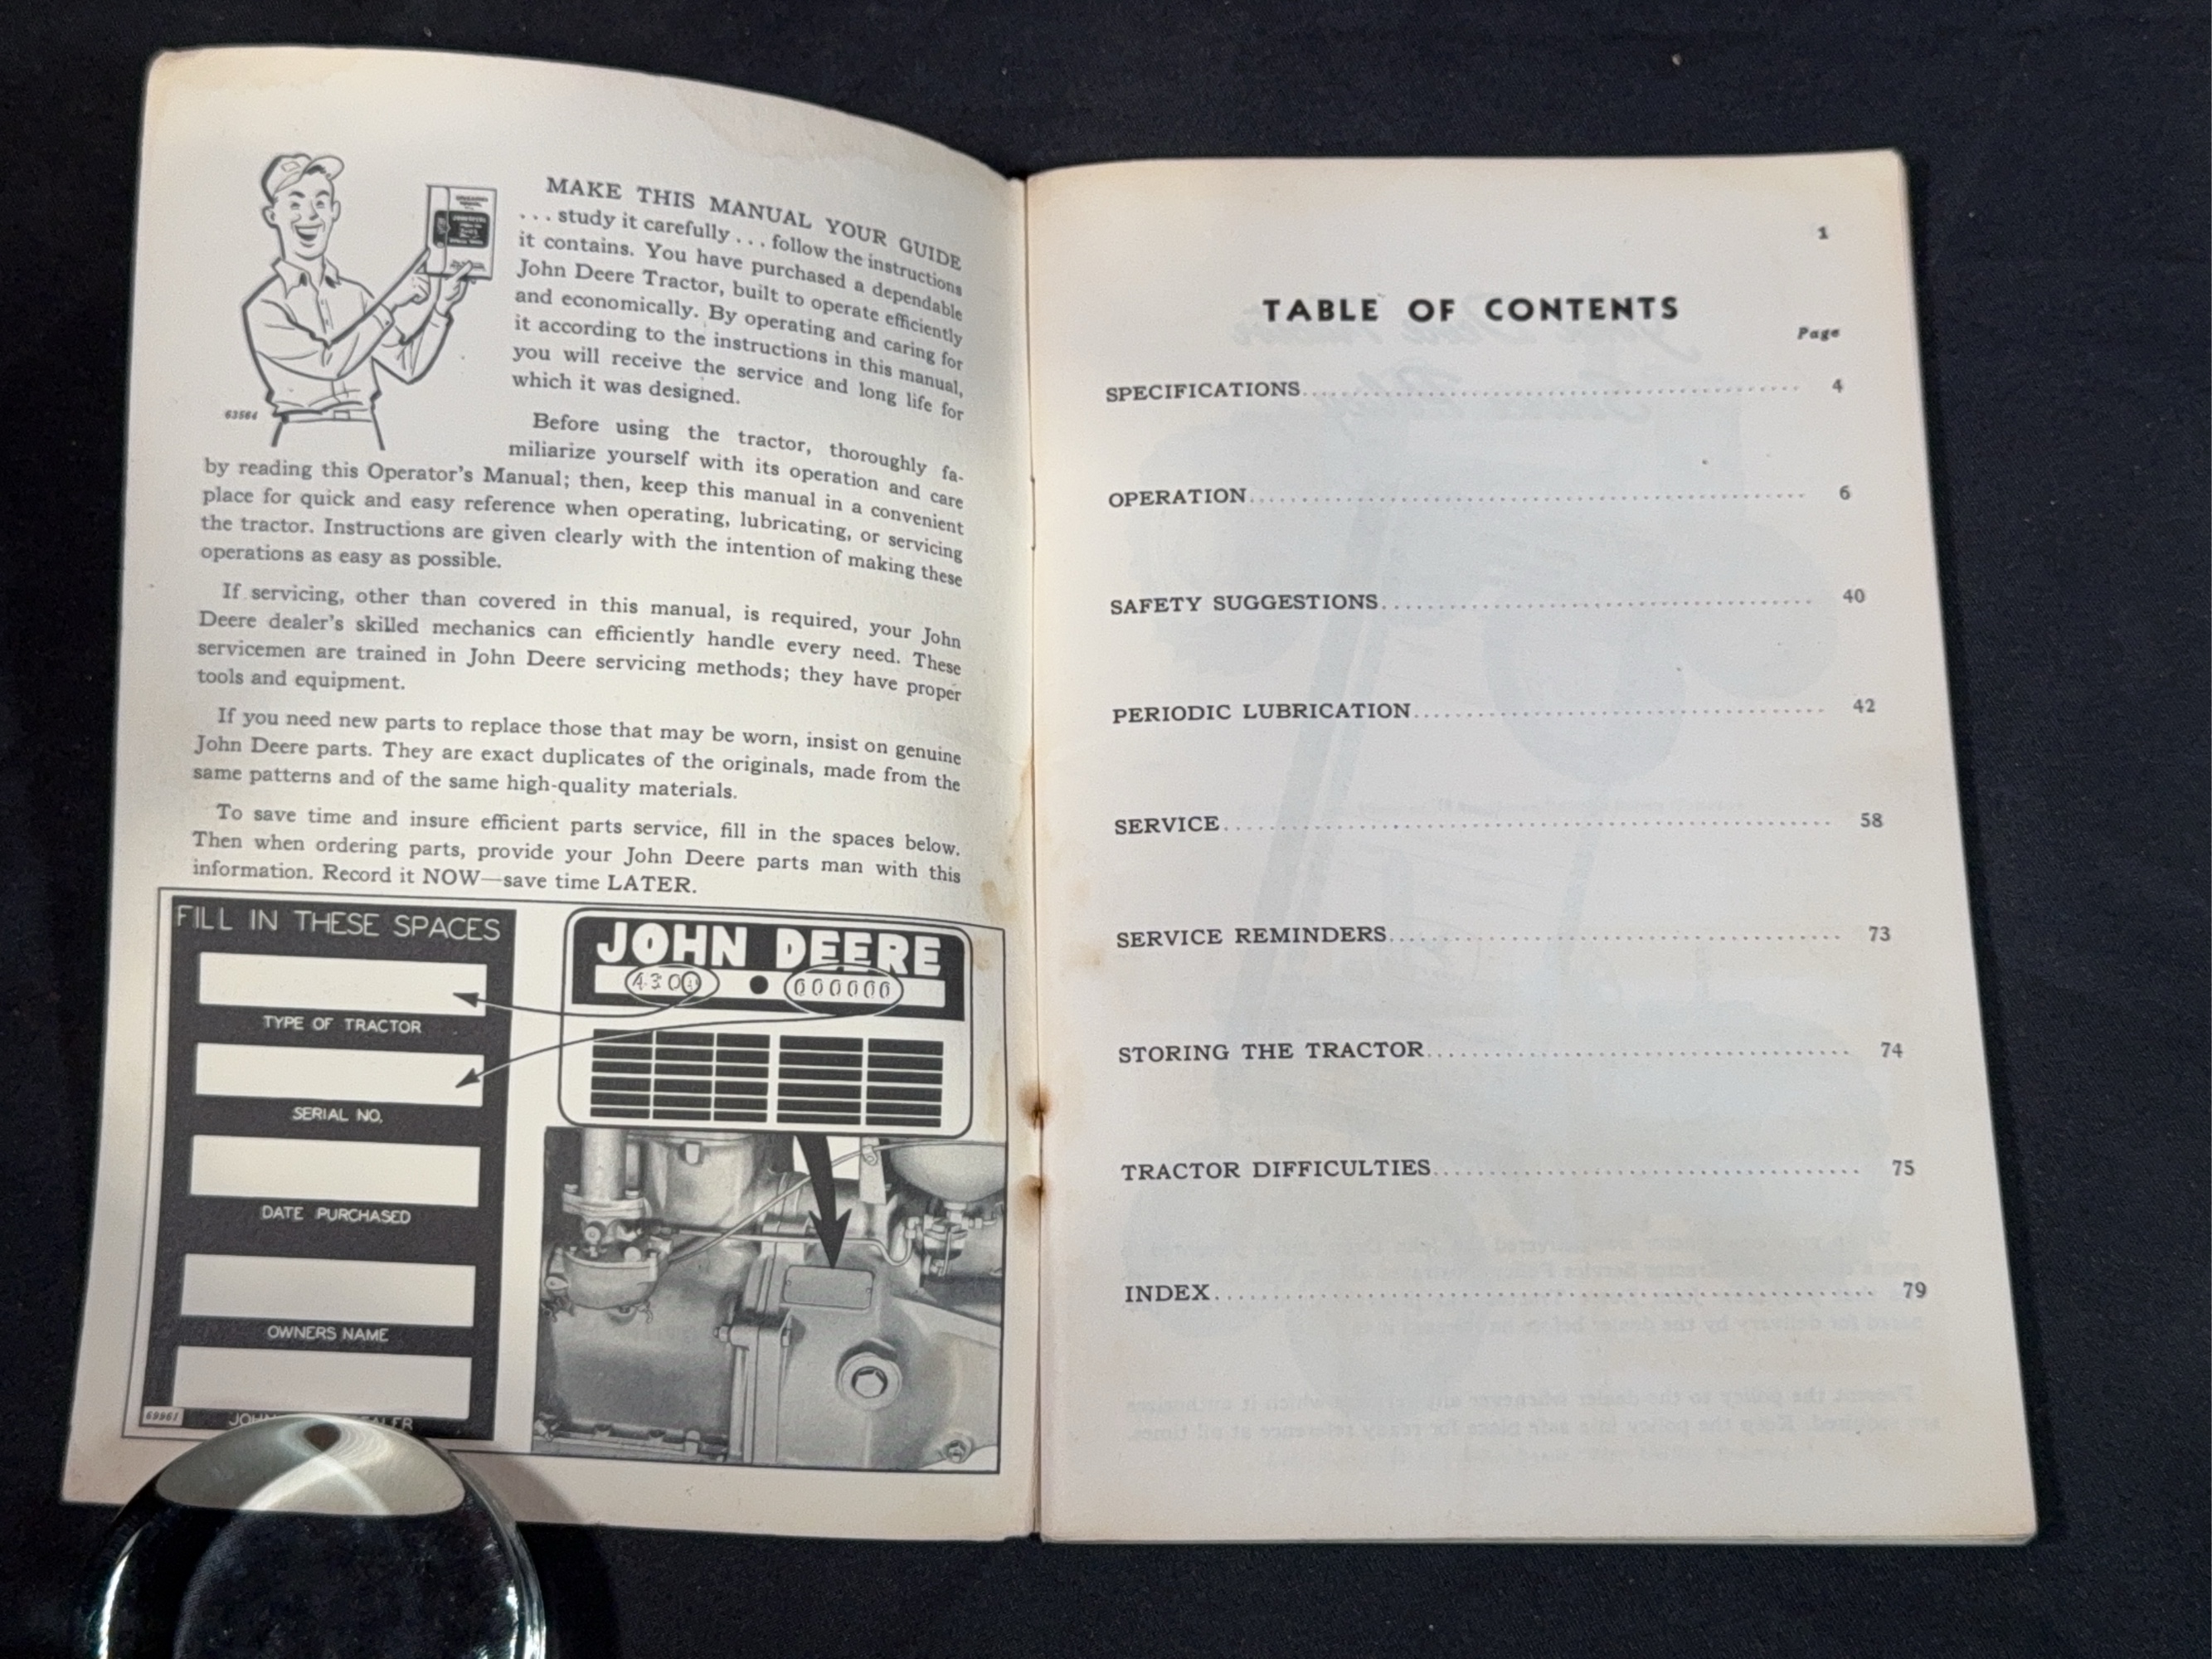 MAKE THIS MANUAL YOUR GUIDE
... study it carefully ... follow the instructions
it contains. You have purchased a dependable
John Deere Tractor, built to operate efficiently
and economically. By operating and caring for
it according to the instructions in this manual,
you will receive the service and long life for
which it was designed.
63564
Before using the tractor, thoroughly fa-
miliarize yourself with its operation and care
by reading this Operator's Manual; then, keep this manual in a convenient
place for quick and easy reference when operating, lubricating, or servicing
the tractor. Instructions are given clearly with the intention of making these
operations as easy as possible.
If servicing, other than covered in this manual, is required, your John
Deere dealer's skilled mechanics can efficiently handle every need. These
servicemen are trained in John Deere servicing methods; they have proper
tools and equipment.
If you need new parts to replace those that may be worn, insist on genuine
John Deere parts. They are exact duplicates of the originals, made from the
same patterns and of the same high-quality materials.
To save time and insure efficient parts service, fill in the spaces below.
Then when ordering parts, provide your John Deere parts man with this
information. Record it NOW—save time LATER.
FILL IN THESE SPACES
TYPE OF TRACTOR
SERIAL NO.
DATE PURCHASED
OWNERS NAME
69961
JOHN DEERE
000000
1
TABLE OF CONTENTS
Page
SPECIFICATIONS 4
OPERATION 6
SAFETY SUGGESTIONS 40
PERIODIC LUBRICATION 42
SERVICE 58
SERVICE REMINDERS 73
STORING THE TRACTOR 74
TRACTOR DIFFICULTIES 75
INDEX 79